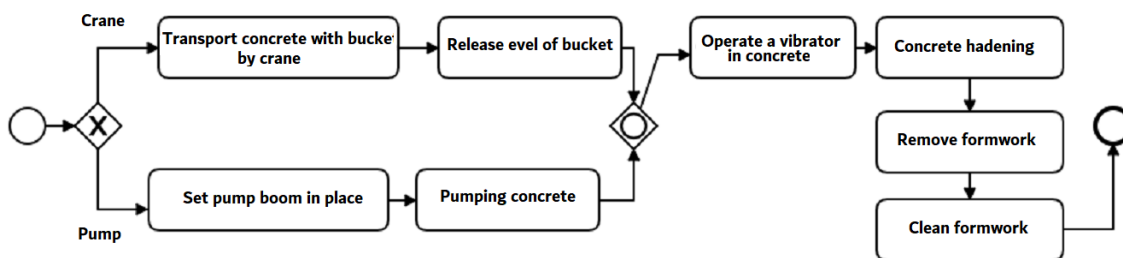 Crane
Transport concrete with bucket
by crane
Release evel of bucket
Operate a vibrator
in concrete
Concrete hadening
Remove formwork
Set pump boom in place
Pumping concrete
Clean formwork
Pump